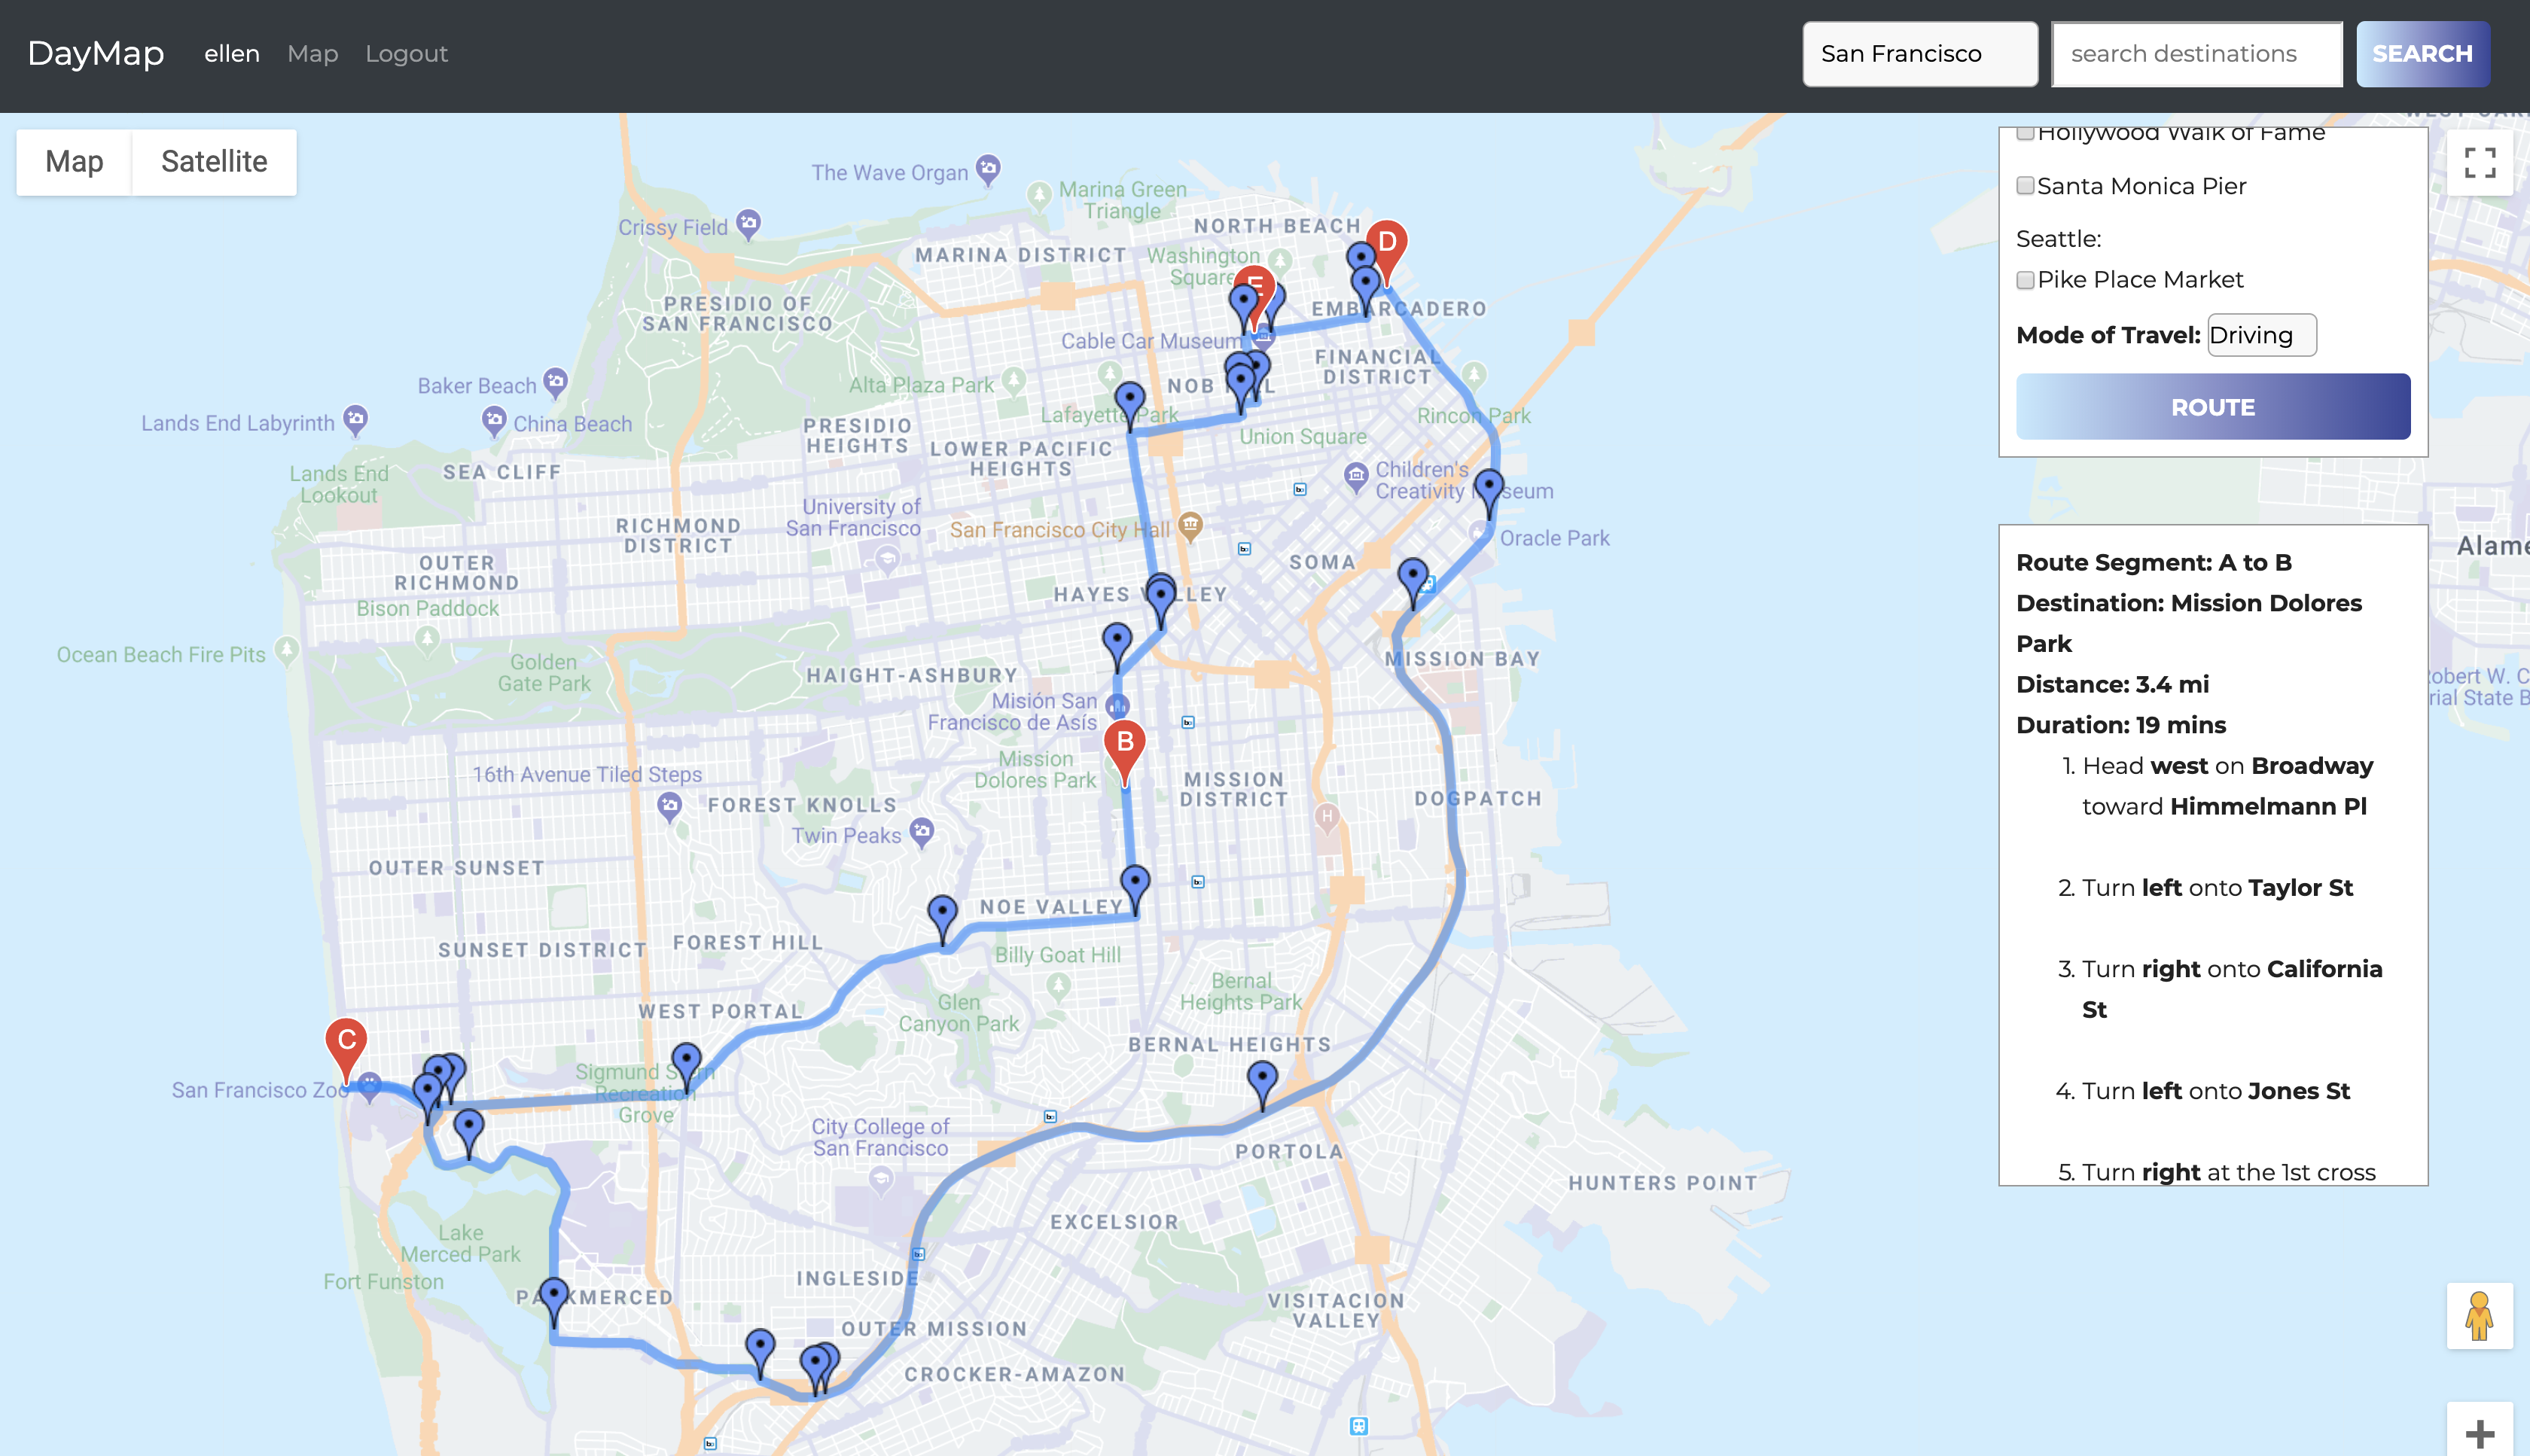 DayMap ellen Map Logout
San Francisco
search destinations
SEARCH
Map
Satellite
The Wave Organ
Marina Green
Triangle
Crissy Field
NORTH BEACH
D
MARINA DISTRICT
Washington
Square
E
PRESIDIO OF
SAN FRANCISCO
EMBARCADERO
Cable Car Museum
FINANCIAL
DISTRICT
Baker Beach
Alta Plaza Park
NOB HILL
Lands End Labyrinth
China Beach
Lafayette Park
Rincon Park
PRESIDIO
HEIGHTS
Union Square
LOWER PACIFIC
HEIGHTS
SEA CLIFF
Lands End
Lookout
Children's
Creativity Museum
University of
San Francisco
RICHMOND
DISTRICT
San Francisco City Hall
Oracle Park
OUTER
RICHMOND
SOMA
HAYES VALLEY
Bison Paddock
Ocean Beach Fire Pits
Golden
Gate Park
MISSION BAY
HAIGHT-ASHBURY
Misión San
Francisco de Asís
B
Mission
Dolores Park
16th Avenue Tiled Steps
MISSION
DISTRICT
FOREST KNOLLS
DOGPATCH
H
Twin Peaks
OUTER SUNSET
NOE VALLEY
SUNSET DISTRICT
FOREST HILL
Billy Goat Hill
Bernal
Heights Park
Glen
Canyon Park
WEST PORTAL
C
BERNAL HEIGHTS
San Francisco Zoo
Sigmund Stern
Recreation
Grove
City College of
San Francisco
PORTOLA
HUNTERS POINT
EXCELSIOR
Lake
Merced Park
Fort Funston
INGLESIDE
PARKMERCED
VISITACION
VALLEY
OUTER MISSION
CROCKER-AMAZON
Hollywood Walk of Fame
Santa Monica Pier
Seattle:
Pike Place Market
Mode of Travel: Driving
ROUTE
Route Segment: A to B
Destination: Mission Dolores
Park
Distance: 3.4 mi
Duration: 19 mins
1. Head west on Broadway
toward Himmelmann Pl
2. Turn left onto Taylor St
3. Turn right onto California
St
4. Turn left onto Jones St
5. Turn right at the 1st cross
Alame
obert W. C
rial State B